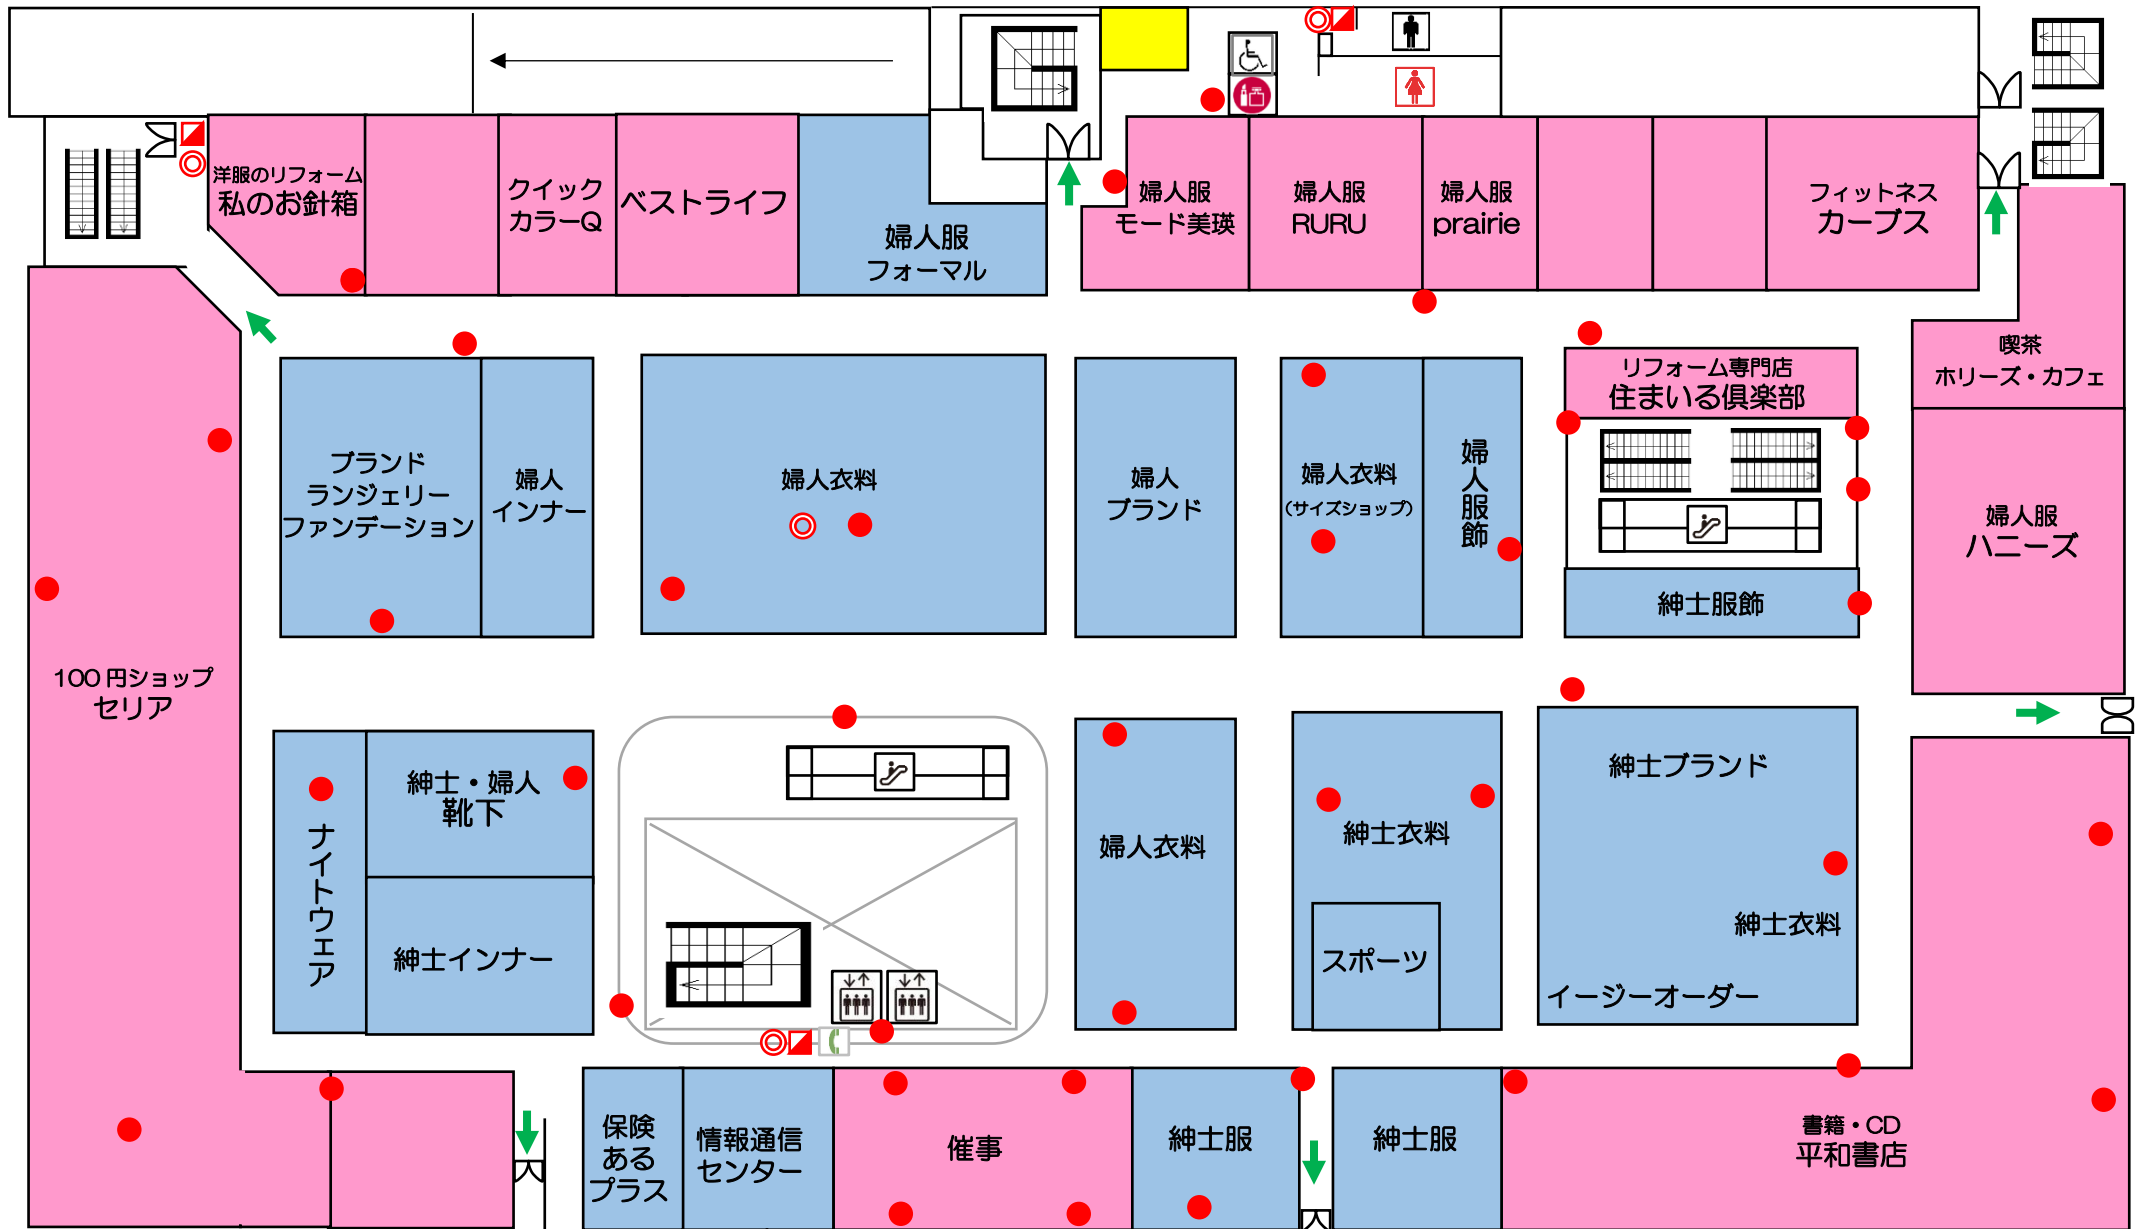 洋服のリフォーム
私のお針箱
クイック
カラーQ
ベストライフ
婦人服
フォーマル
婦人服
モード美瑛
婦人服
RURU
婦人服
prairie
フィットネス
カーブス
喫茶
ホリーズ・カフェ
リフォーム専門店
住まいる倶楽部
ブランド
ランジェリー
ファンデーション
婦人
インナー
婦人衣料
婦人
ブランド
婦人衣料
(サイズショップ)
婦人服飾
婦人服
ハニーズ
紳士服飾
100円ショップ
セリア
ナイトウェア
紳士・婦人
靴下
紳士インナー
婦人衣料
紳士衣料
スポーツ
紳士ブランド
紳士衣料
イージーオーダー
保険
ある
プラス
情報通信
センター
催事
紳士服
紳士服
書籍・CD
平和書店